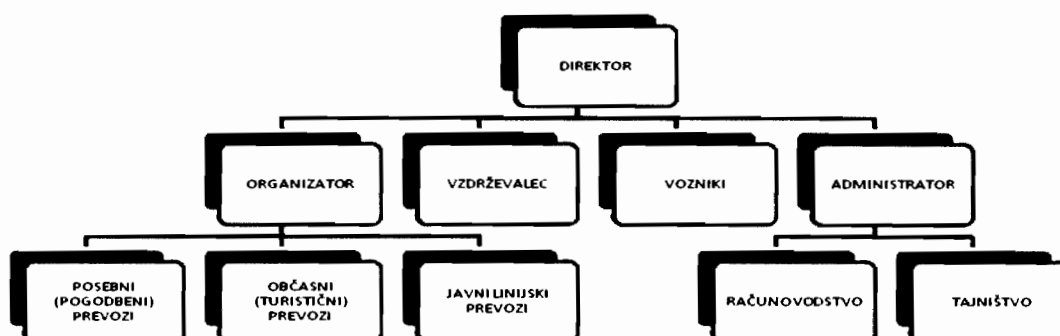 DIREKTOR
ORGANIZATOR
VZDRŽEVALEC
VOZNIKI
ADMINISTRATOR
POSEBNI
(POGODBENI)
PREVOZI
OBČASNI
(TURISTIČNI)
PREVOZI
JAVNI LINIJSKI
PREVOZI
RAČUNOVODSTVO
TAJNIŠTVO